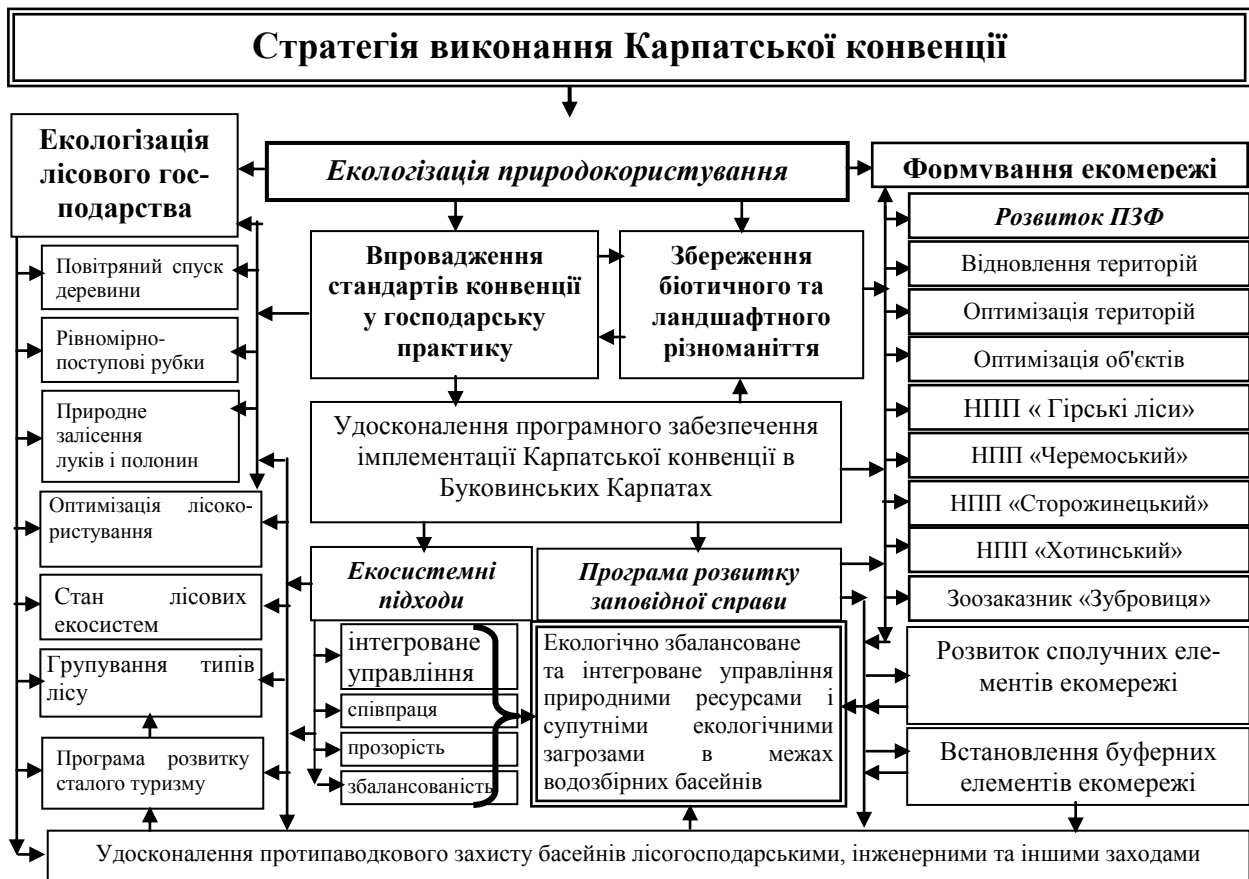 Стратегія виконання Карпатської конвенції
Екологізація
лісового гос-
подарства
Екологізація природокористування
Формування екомережі
Повітряний спуск
деревини
Рівномірно-
поступові рубки
Природне
залісення
луків і полонин
Оптимізація лісоко-
ристування
Стан лісових
екосистем
Групування типів
лісу
Програма розвитку
сталого туризму
Впровадження
стандартів конвенції
у господарську
практику
Збереження
біотичного та
ландшафтного
різноманіття
Удосконалення програмного забезпечення
імплементації Карпатської конвенції в
Буковинських Карпатах
Екосистемні
підходи
інтегроване
управління
співпраця
прозорість
збалансованість
Програма розвитку
заповідної справи
Екологічно збалансоване
та інтегроване управління
природними ресурсами і
супутніми екологічними
загрозами в межах
водозбірних басейнів
Розвиток ПЗФ
Відновлення територій
Оптимізація територій
Оптимізація об'єктів
НПП « Гірські ліси»
НПП «Черемоський»
НПП «Сторожинецький»
НПП «Хотинський»
Зоозаказник «Зубровиця»
Розвиток сполучних еле-
ментів екомережі
Встановлення буферних
елементів екомережі
Удосконалення протипаводкового захисту басейнів лісогосподарськими, інженерними та іншими заходами